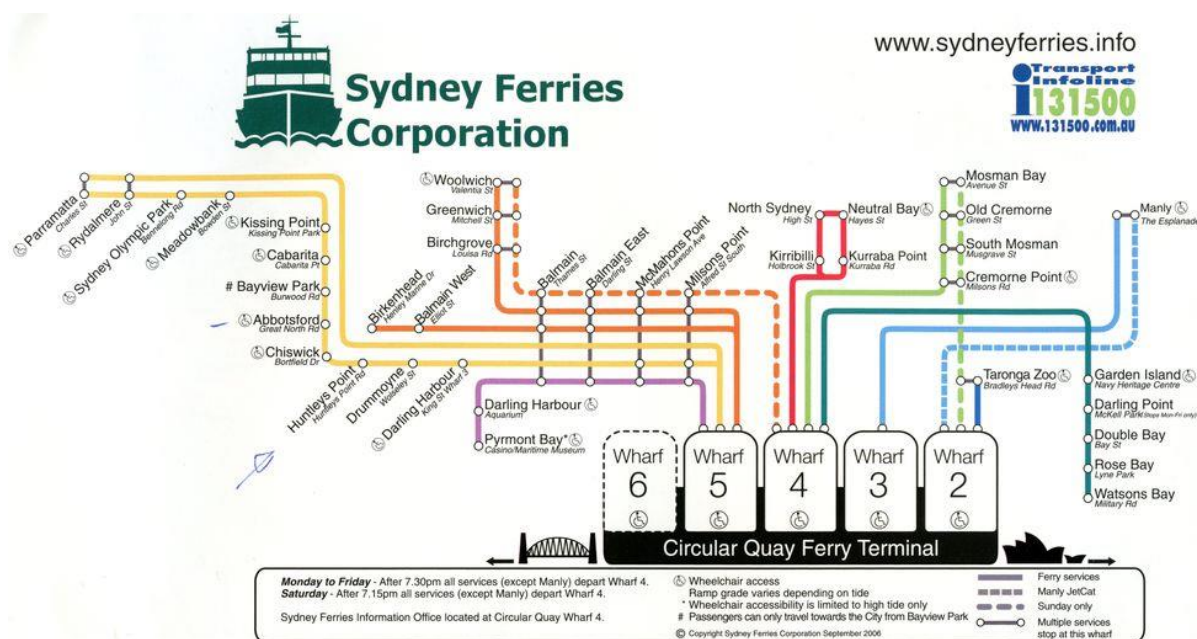 Sydney Ferries
Corporation
www.sydneyferries.info
Transport
Infoline
131500
www.131500.com.au
Parramatta
Charles St
Rydalmere
John St
Sydney Olympic Park
Bennelong Rd
Meadowbank
Bowden St
Kissing Point
Kissing Point Park
Cabarita
Cabarita Pt
# Bayview Park
Burwood Rd
Abbotsford
Great North Rd
Chiswick
Bortfield Dr
Huntleys Point
Huntleys Point Rd
Drummoyne
Wolseley St
Darling Harbour
King St Wharf 3
Birkenhead
Henley Marine Dr
Balmain West
Elliot St
Woolwich
Valentia St
Greenwich
Mitchell St
Birchgrove
Louisa Rd
Balmain
Thames St
Balmain East
Darling St
McMahons Point
Henry Lawson Ave
Milsons Point
Alfred St South
Darling Harbour
Aquarium
Pyrmont Bay*
Casino/Maritime Museum
North Sydney
High St
Neutral Bay
Hayes St
Kirribilli
Holbrook St
Kurraba Point
Kurraba Rd
Mosman Bay
Avenue St
Old Cremorne
Green St
South Mosman
Musgrave St
Cremorne Point
Milsons Rd
Manly
The Esplanade
Taronga Zoo
Bradleys Head Rd
Garden Island
Navy Heritage Centre
Darling Point
McKell Park (Stops Mon-Fri only)
Double Bay
Bay St
Rose Bay
Lyne Park
Watsons Bay
Military Rd
Wharf
6
Wharf
5
Wharf
4
Wharf
3
Wharf
2
Circular Quay Ferry Terminal
Monday to Friday - After 7.30pm all services (except Manly) depart Wharf 4.
Saturday - After 7.15pm all services (except Manly) depart Wharf 4.
Sydney Ferries Information Office located at Circular Quay Wharf 4.
Wheelchair access
Ramp grade varies depending on tide
* Wheelchair accessibility is limited to high tide only
# Passengers can only travel towards the City from Bayview Park
© Copyright Sydney Ferries Corporation September 2006
Ferry services
Manly JetCat
Sunday only
Multiple services
stop at this wharf